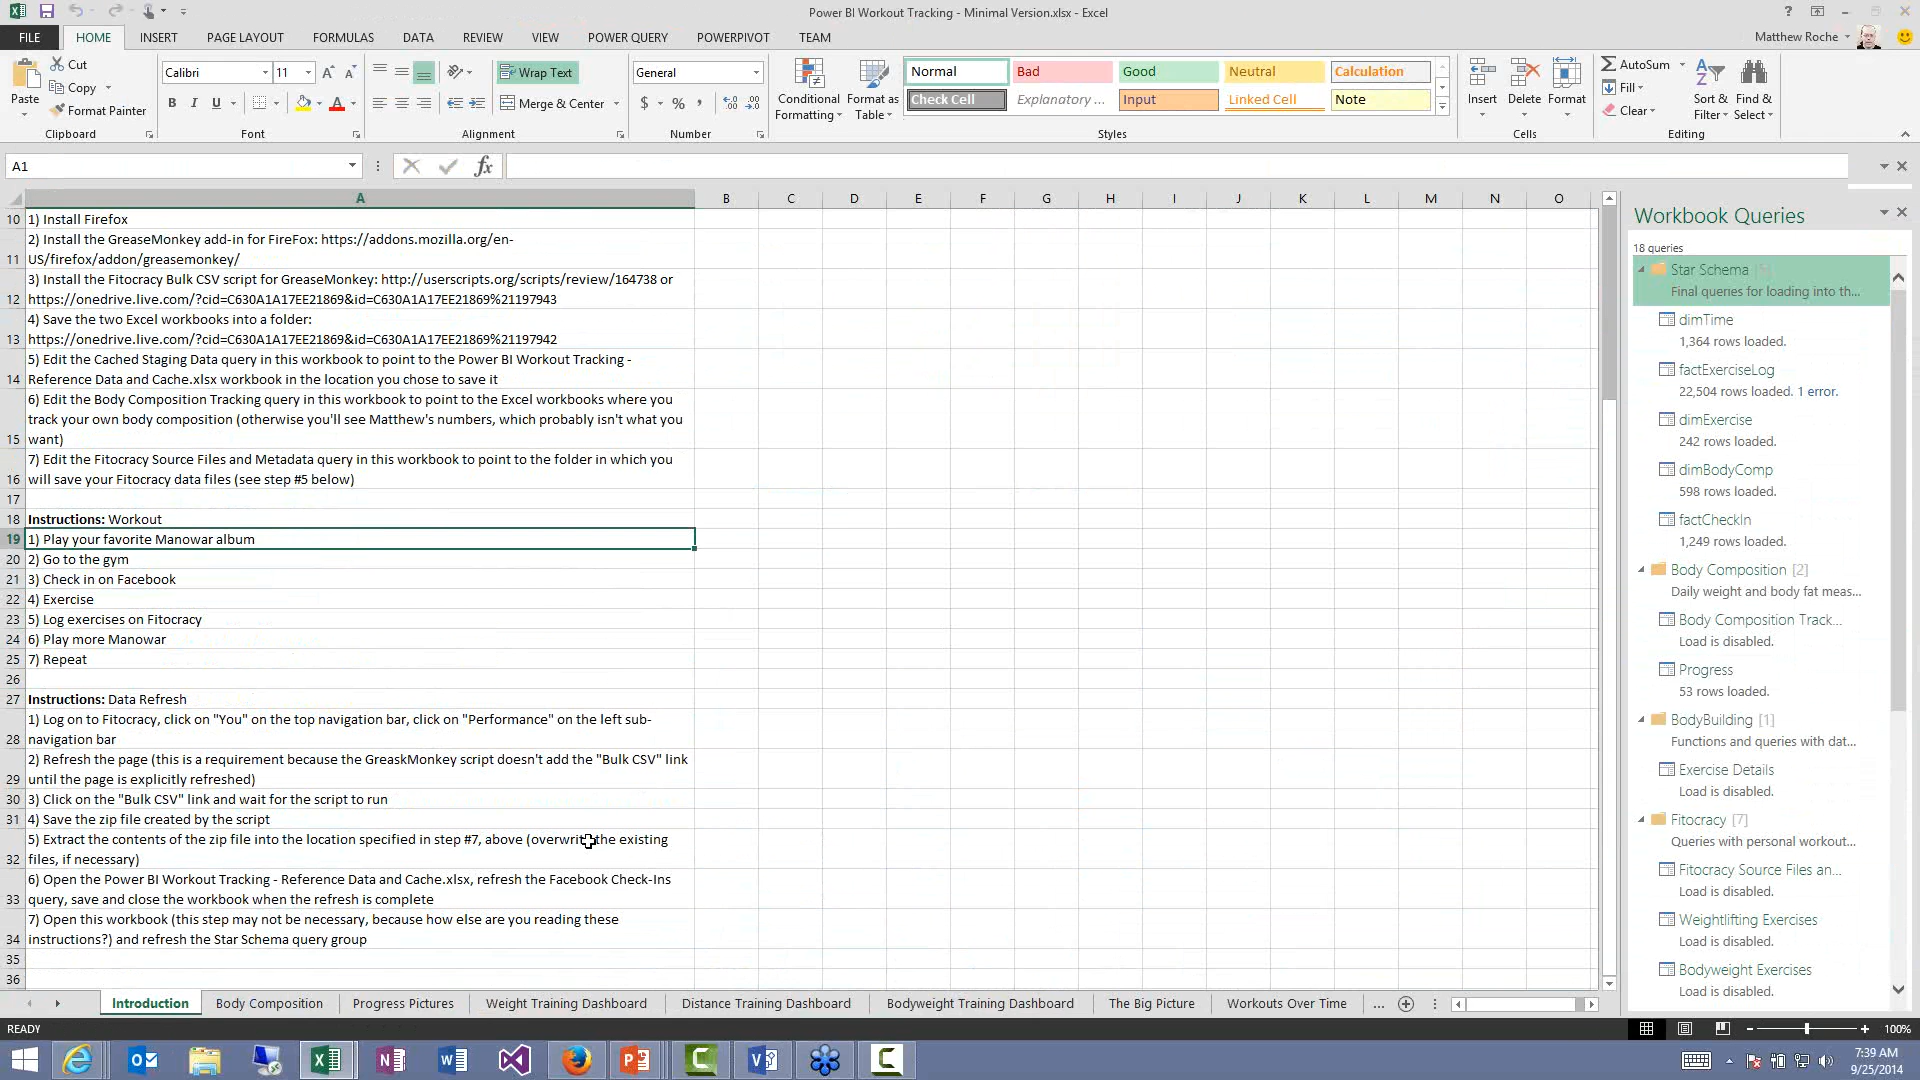 Power BI Workout Tracking - Minimal Version.xlsx - Excel
FILE HOME INSERT PAGE LAYOUT FORMULAS DATA REVIEW VIEW POWER QUERY POWERPIVOT TEAM Matthew Roche
Cut
Copy
Format Painter
Paste
Clipboard
Calibri 11
B I U
Font
Wrap Text
Merge & Center
Alignment
General
$ % ,
Number
Conditional Formatting
Format as Table
Normal Bad Good Neutral Calculation
Check Cell Explanatory ... Input Linked Cell Note
Styles
Insert Delete Format
Cells
AutoSum
Fill
Clear
Sort & Filter
Find & Select
Editing
A1 fx
A B C D E F G H I J K L M N O
10 1) Install Firefox
2) Install the GreaseMonkey add-in for FireFox: https://addons.mozilla.org/en-
11 US/firefox/addon/greasemonkey/
3) Install the Fitocracy Bulk CSV script for GreaseMonkey: http://userscripts.org/scripts/review/164738 or
12 https://onedrive.live.com/?cid=C630A1A17EE21869&id=C630A1A17EE21869%21197943
4) Save the two Excel workbooks into a folder:
13 https://onedrive.live.com/?cid=C630A1A17EE21869&id=C630A1A17EE21869%21197942
5) Edit the Cached Staging Data query in this workbook to point to the Power BI Workout Tracking -
14 Reference Data and Cache.xlsx workbook in the location you chose to save it
6) Edit the Body Composition Tracking query in this workbook to point to the Excel workbooks where you
track your own body composition (otherwise you'll see Matthew's numbers, which probably isn't what you
15 want)
7) Edit the Fitocracy Source Files and Metadata query in this workbook to point to the folder in which you
16 will save your Fitocracy data files (see step #5 below)
17
18 Instructions: Workout
19 1) Play your favorite Manowar album
20 2) Go to the gym
21 3) Check in on Facebook
22 4) Exercise
23 5) Log exercises on Fitocracy
24 6) Play more Manowar
25 7) Repeat
26
27 Instructions: Data Refresh
1) Log on to Fitocracy, click on "You" on the top navigation bar, click on "Performance" on the left sub-
28 navigation bar
2) Refresh the page (this is a requirement because the GreaskMonkey script doesn't add the "Bulk CSV" link
29 until the page is explicitly refreshed)
30 3) Click on the "Bulk CSV" link and wait for the script to run
31 4) Save the zip file created by the script
5) Extract the contents of the zip file into the location specified in step #7, above (overwrite the existing
32 files, if necessary)
6) Open the Power BI Workout Tracking - Reference Data and Cache.xlsx, refresh the Facebook Check-Ins
33 query, save and close the workbook when the refresh is complete
7) Open this workbook (this step may not be necessary, because how else are you reading these
34 instructions?) and refresh the Star Schema query group
35
36
Workbook Queries
18 queries
Star Schema [5]
Final queries for loading into th...
dimTime
1,364 rows loaded.
factExerciseLog
22,504 rows loaded. 1 error.
dimExercise
242 rows loaded.
dimBodyComp
598 rows loaded.
factCheckIn
1,249 rows loaded.
Body Composition [2]
Daily weight and body fat meas...
Body Composition Track...
Load is disabled.
Progress
53 rows loaded.
BodyBuilding [1]
Functions and queries with dat...
Exercise Details
Load is disabled.
Fitocracy [7]
Queries with personal workout...
Fitocracy Source Files an...
Load is disabled.
Weightlifting Exercises
Load is disabled.
Bodyweight Exercises
Load is disabled.
Introduction Body Composition Progress Pictures Weight Training Dashboard Distance Training Dashboard Bodyweight Training Dashboard The Big Picture Workouts Over Time ...
READY 100%
7:39 AM
9/25/2014